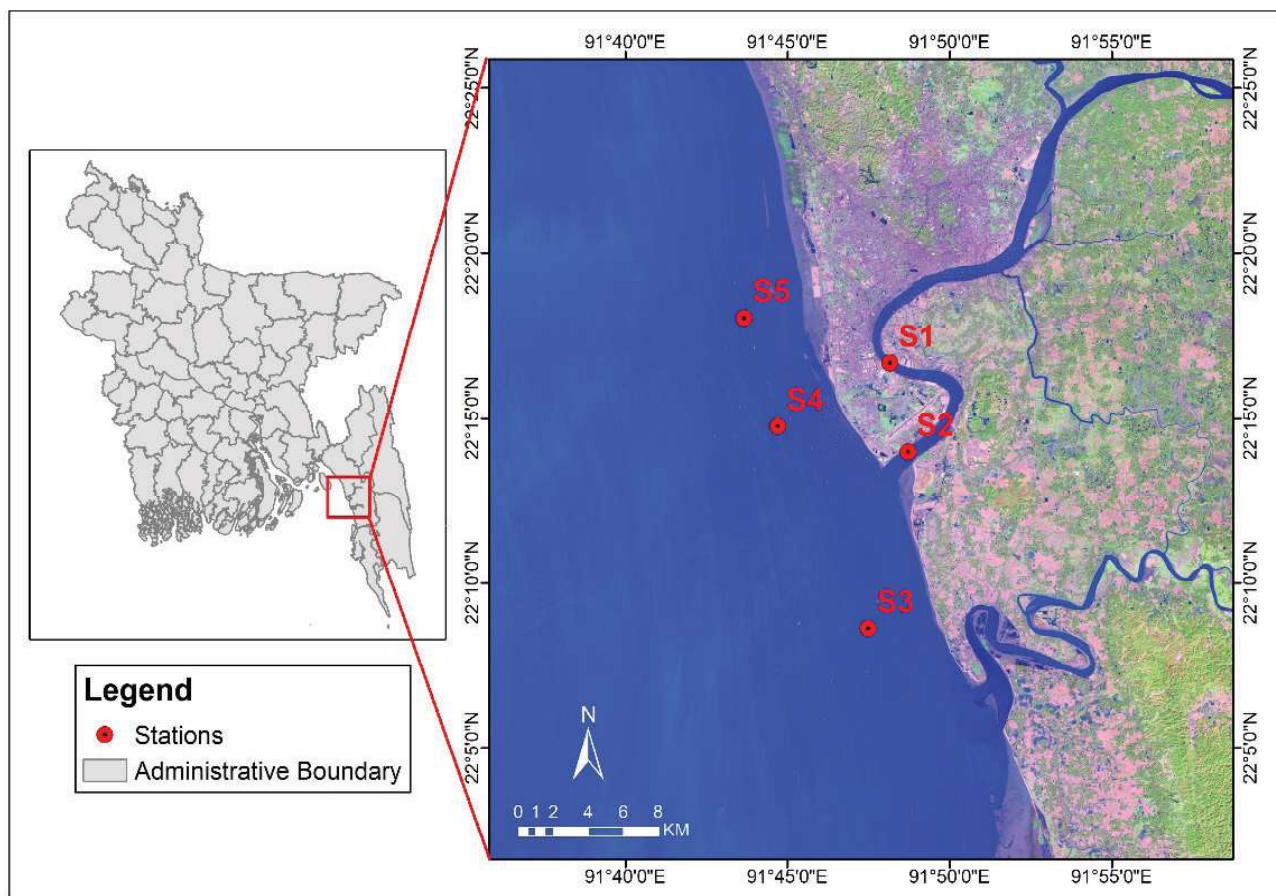 91°40'0"E 91°45'0"E 91°50'0"E 91°55'0"E
22°25'0"N 22°25'0"N
22°20'0"N 22°20'0"N
S5
S1
S4
22°15'0"N 22°15'0"N
S2
22°10'0"N 22°10'0"N
S3
Legend
Stations
Administrative Boundary
N
22°5'0"N 22°5'0"N
0 1 2 4 6 8
KM
91°40'0"E 91°45'0"E 91°50'0"E 91°55'0"E